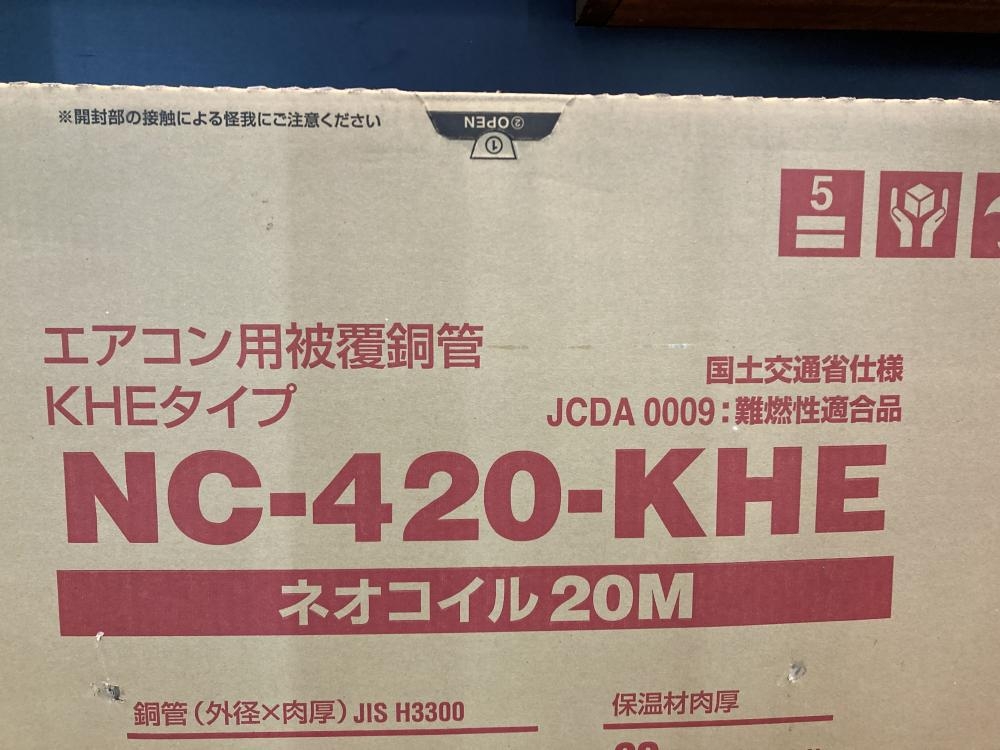 ※開封部の接触による怪我にご注意ください
②OPEN
①
5
エアコン用被覆銅管
KHEタイプ
国土交通省仕様
JCDA 0009:難燃性適合品
NC-420-KHE
ネオコイル 20M
銅管（外径×肉厚）JIS H3300
保温材肉厚